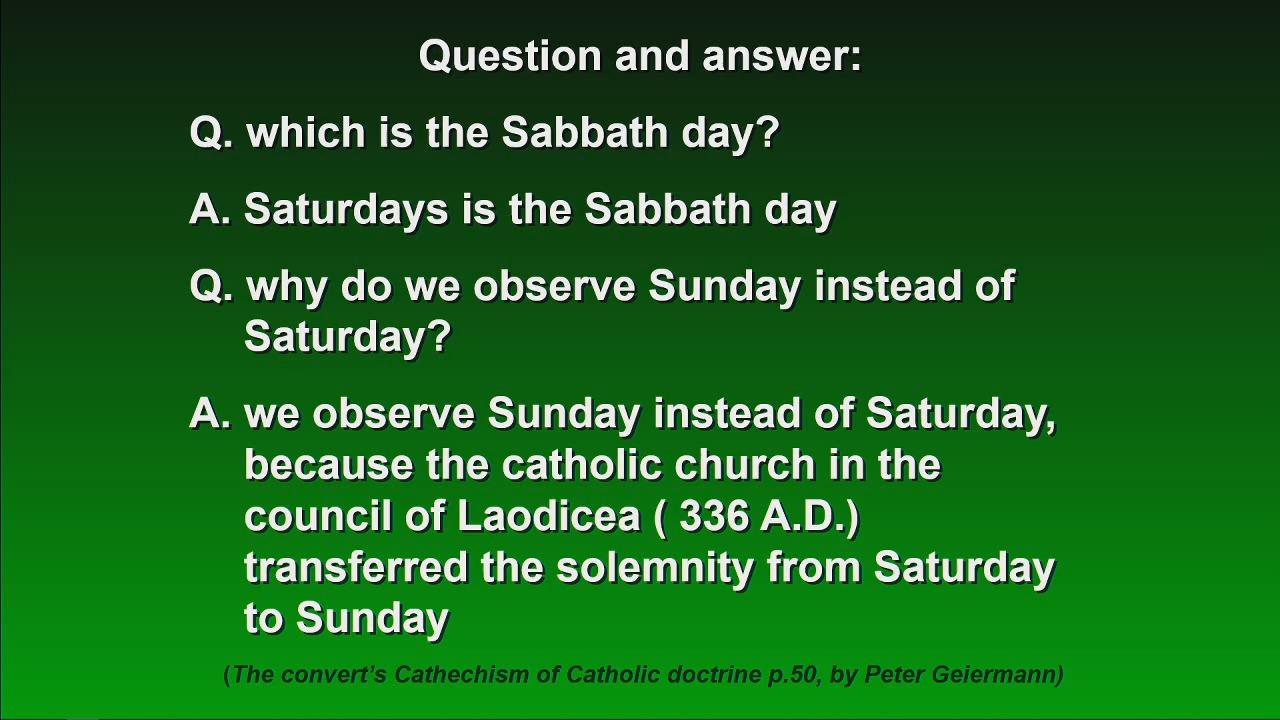 Question and answer:
Q. which is the Sabbath day?
A. Saturdays is the Sabbath day
Q. why do we observe Sunday instead of
Saturday?
A. we observe Sunday instead of Saturday,
because the catholic church in the
council of Laodicea ( 336 A.D.)
transferred the solemnity from Saturday
to Sunday
(The convert’s Cathechism of Catholic doctrine p.50, by Peter Geiermann)